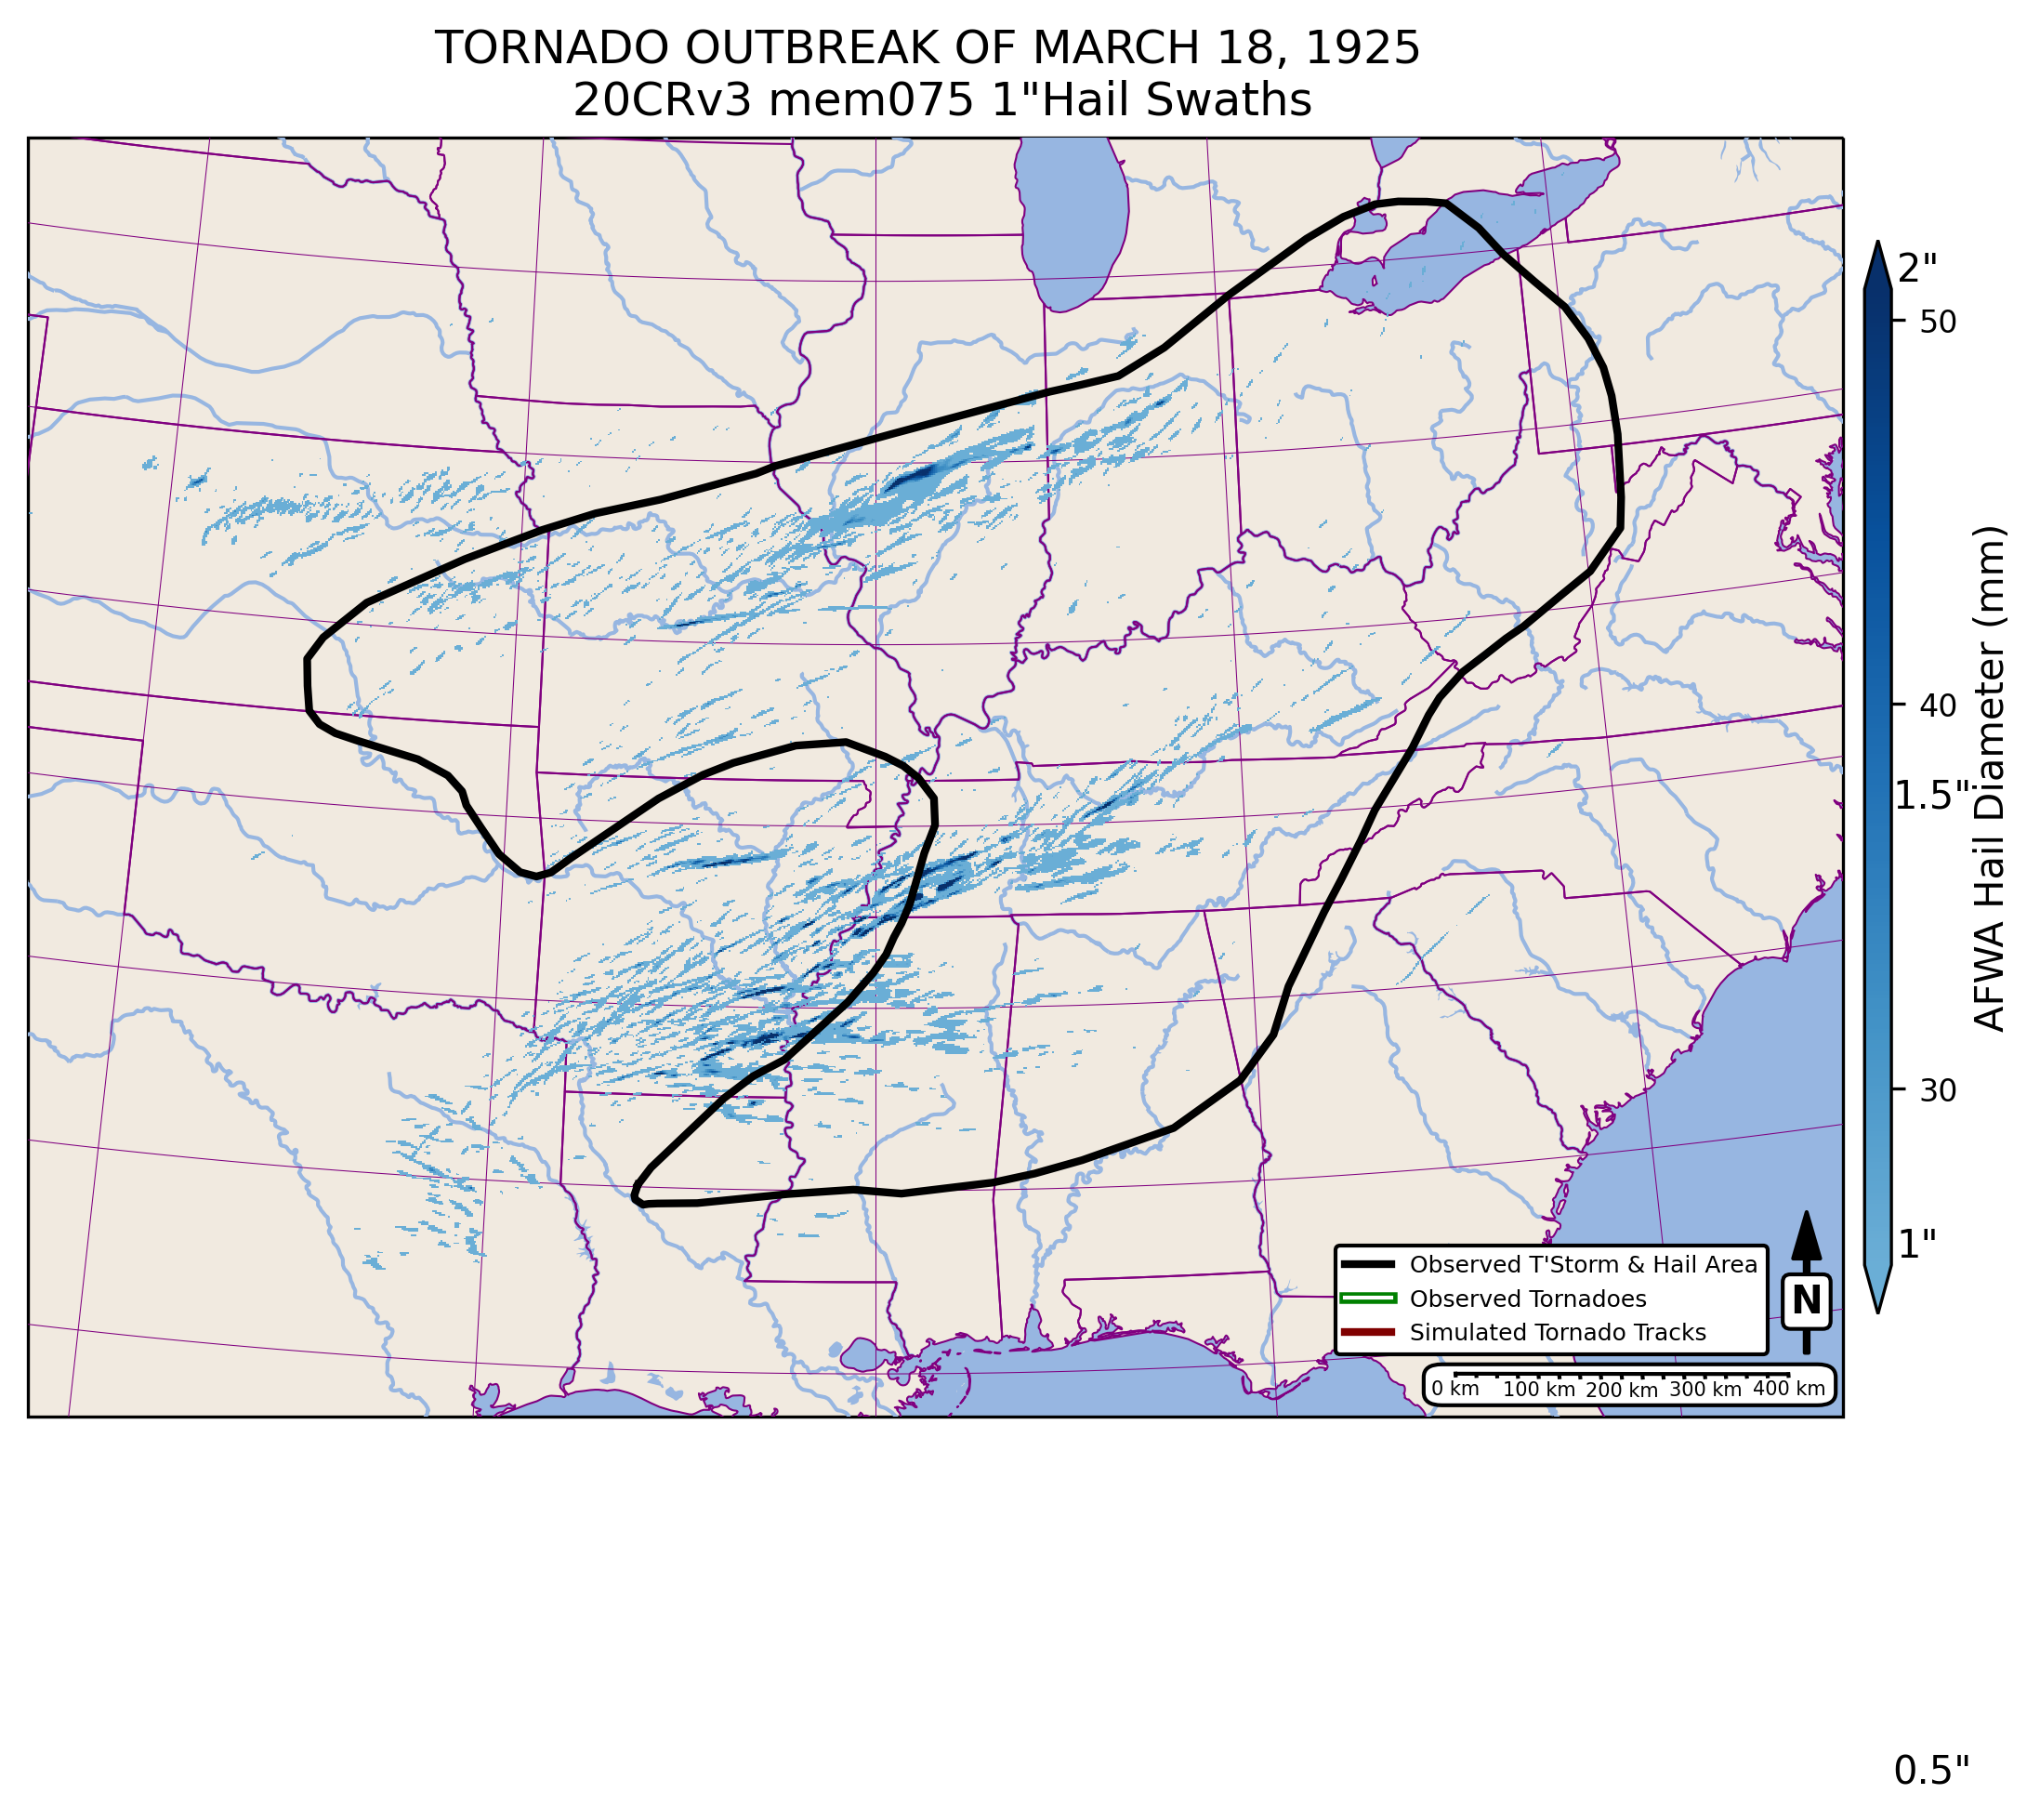 TORNADO OUTBREAK OF MARCH 18, 1925
20CRv3 mem075 1"Hail Swaths
2"
50
40
1.5"
30
1"
AFWA Hail Diameter (mm)
Observed T'Storm & Hail Area
Observed Tornadoes
Simulated Tornado Tracks
N
0 km 100 km 200 km 300 km 400 km
0.5"